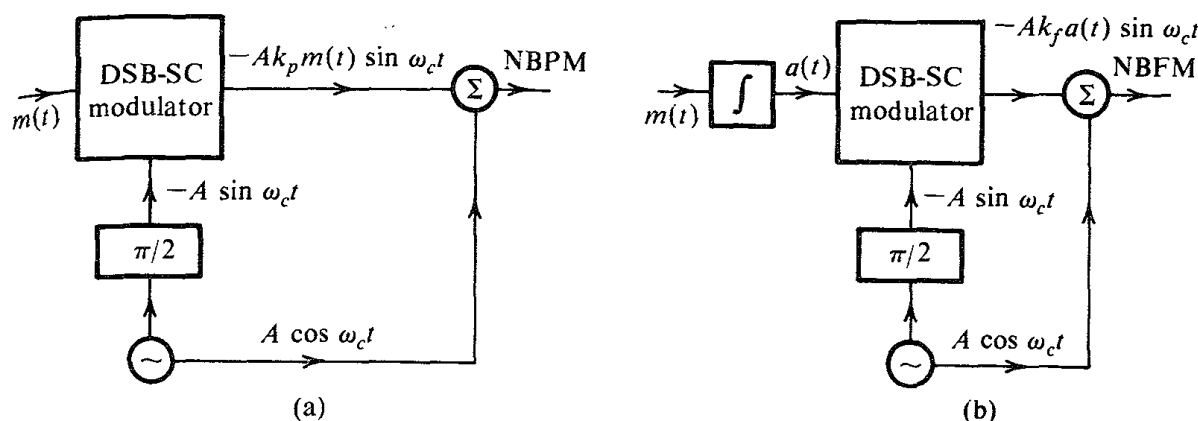 DSB-SC
modulator
m(t)
−Ak_p m(t) sin ω_c t
Σ
NBPM
−A sin ω_c t
π/2
~
A cos ω_c t
(a)
m(t)
∫
a(t)
DSB-SC
modulator
−Ak_f a(t) sin ω_c t
Σ
NBFM
−A sin ω_c t
π/2
~
A cos ω_c t
(b)